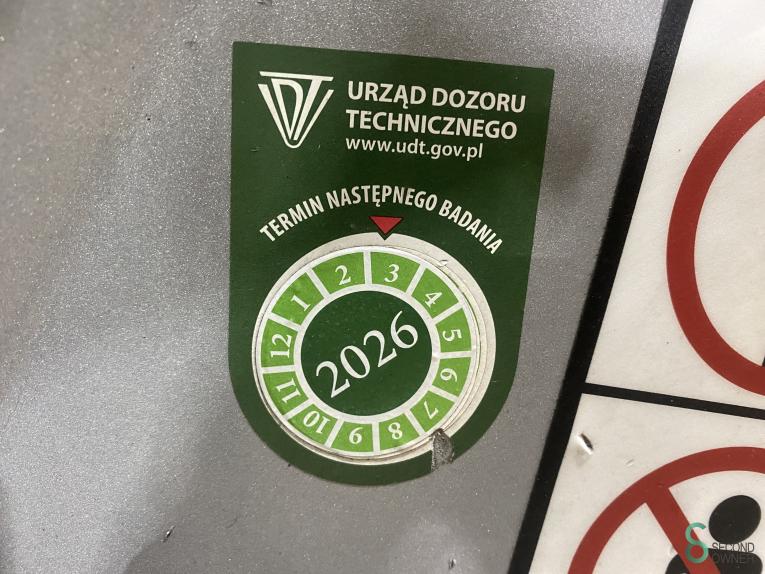 UDT
URZĄD DOZORU
TECHNICZNEGO
www.udt.gov.pl
TERMIN NASTĘPNEGO BADANIA
1 2 3 4 5 6 7 8 9 10 11 12
2026
SECOND
OWNER